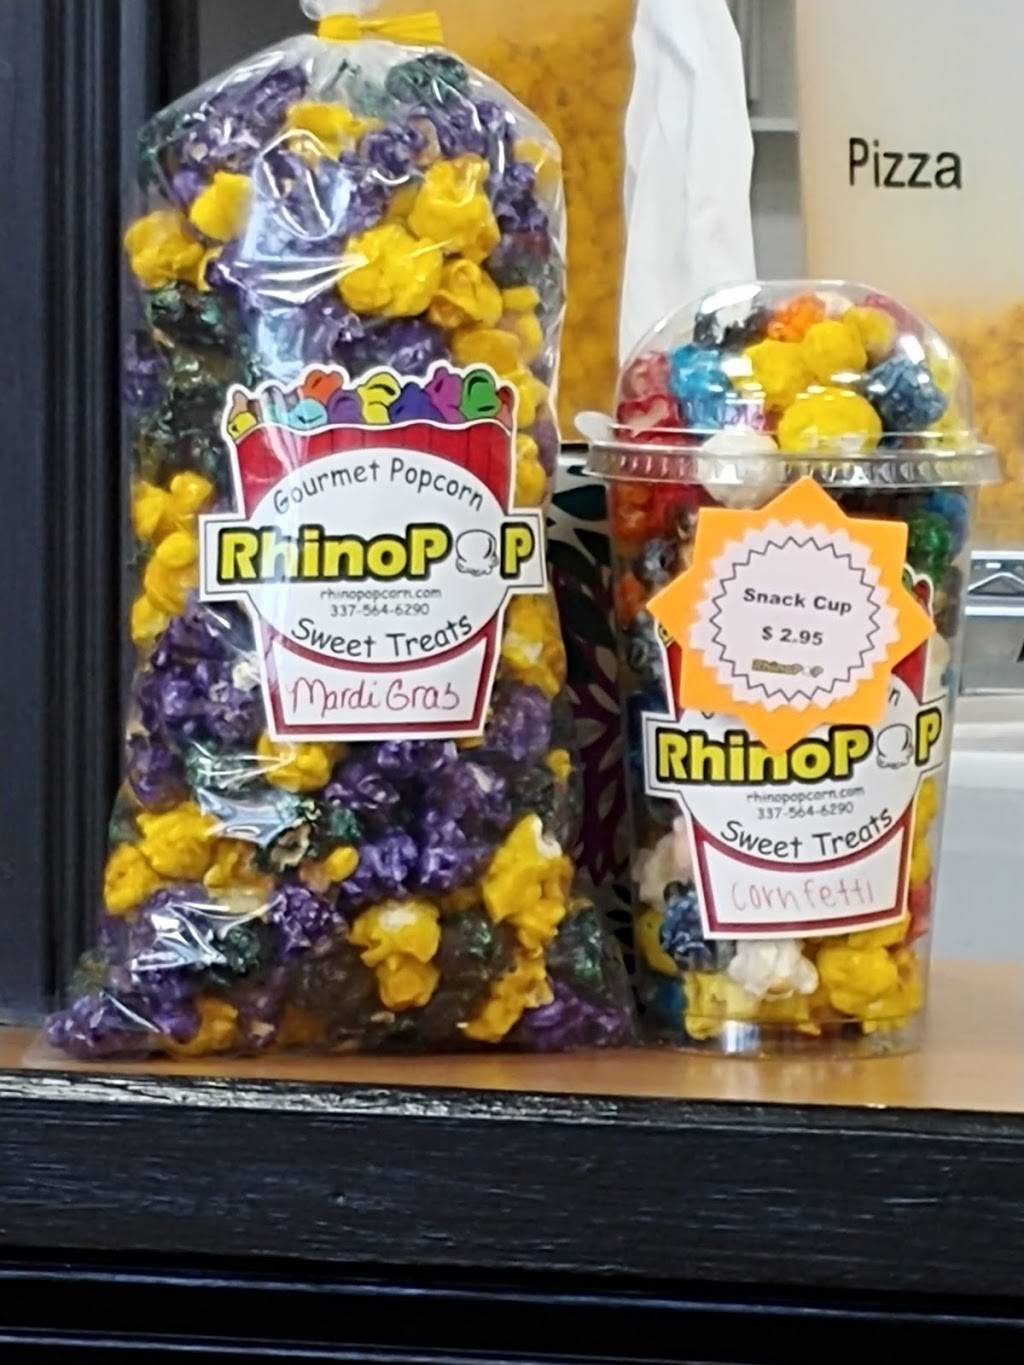 Pizza
Gourmet Popcorn
RhinoPOP
rhinopopcorn.com
337-564-6290
Sweet Treats
Mardi Gras
Snack Cup
$ 2.95
RhinoPOP
RhinoPOP
rhinopopcorn.com
337-564-6290
Sweet Treats
Cornfetti